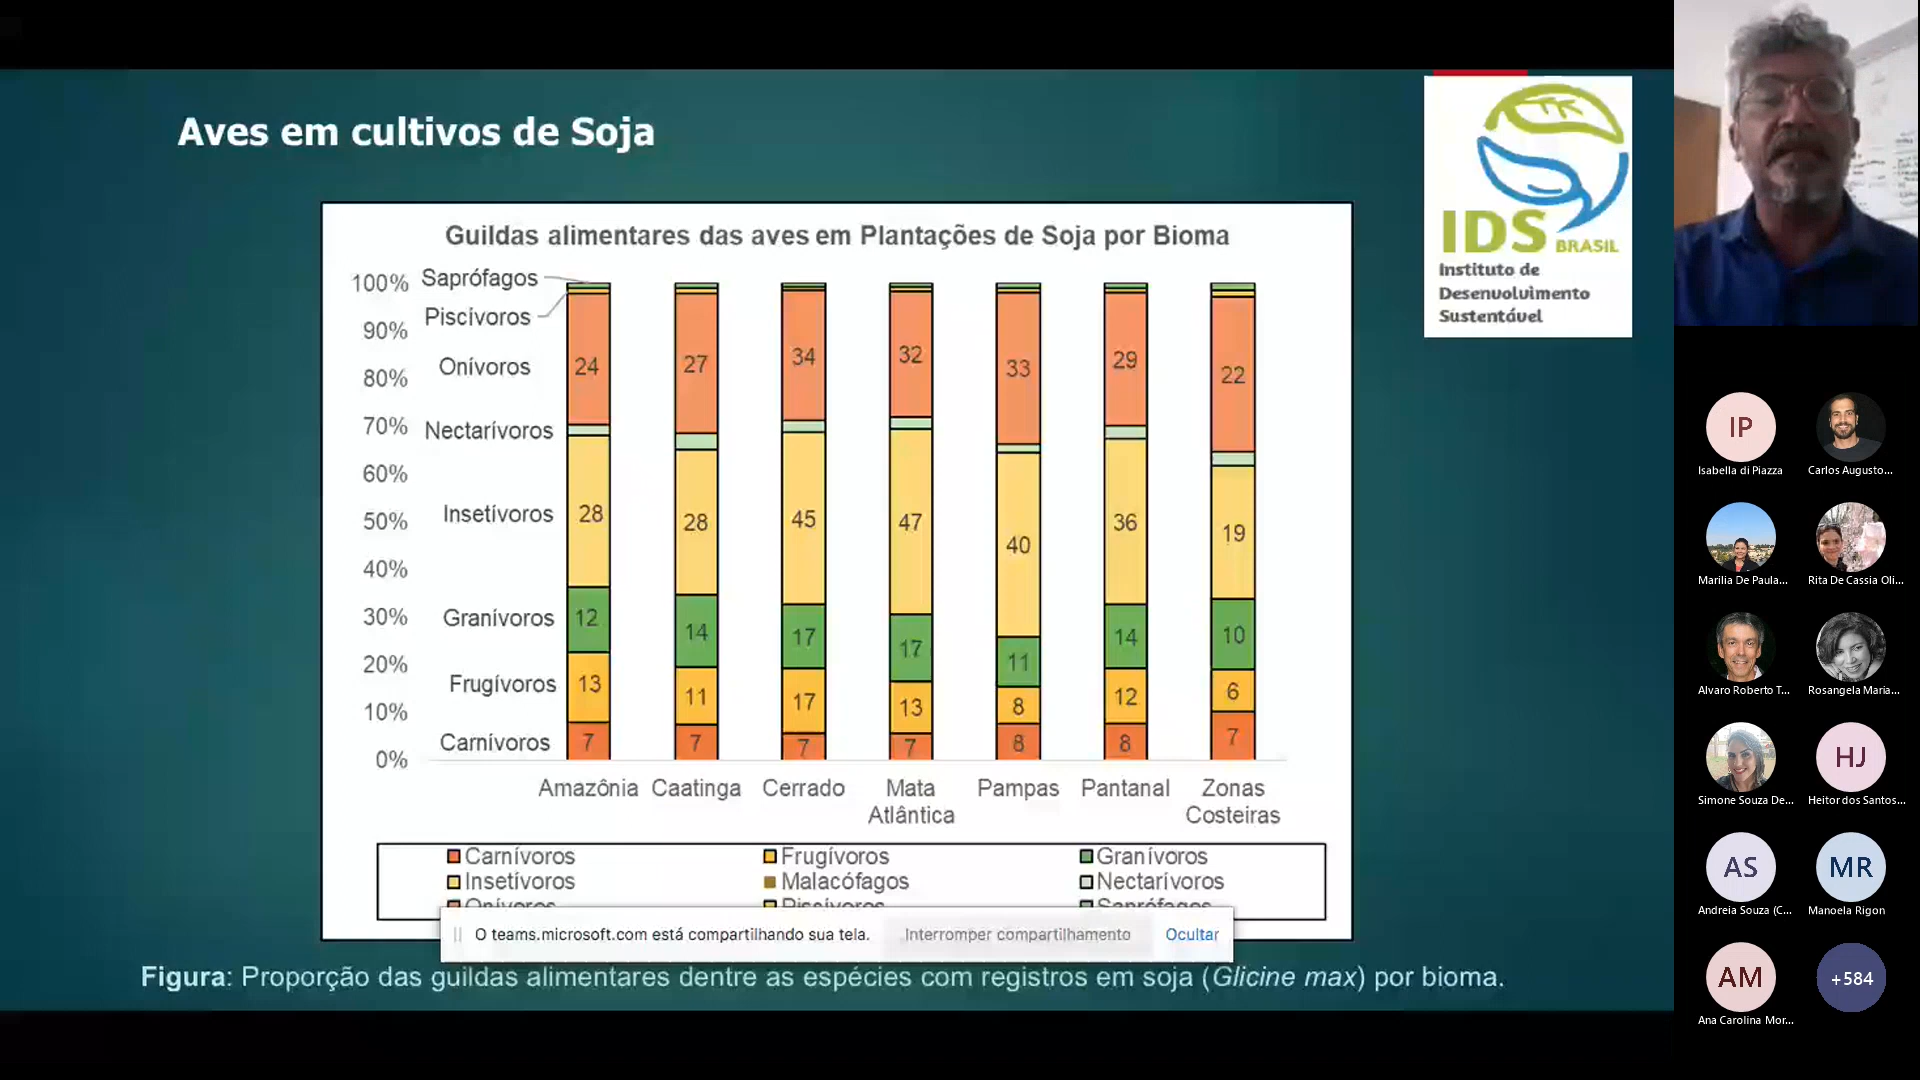 Aves em cultivos de Soja
IDS BRASIL
Instituto de
Desenvolvimento
Sustentável
Guildas alimentares das aves em Plantações de Soja por Bioma
100%
90%
80%
70%
60%
50%
40%
30%
20%
10%
0%
Saprófagos
Piscívoros
Onívoros
Nectarívoros
Insetívoros
Granívoros
Frugívoros
Carnívoros
24 27 34 32 33 29 22
28 28 45 47 40 36 19
12 14 17 17 11 14 10
13 11 17 13 8 12 6
7 7 7 7 8 8 7
Amazônia Caatinga Cerrado Mata Atlântica Pampas Pantanal Zonas Costeiras
Carnívoros Frugívoros Granívoros
Insetívoros Malacófagos Nectarívoros
Onívoros Piscívoros Saprófagos
O teams.microsoft.com está compartilhando sua tela. Interromper compartilhamento Ocultar
Figura: Proporção das guildas alimentares dentre as espécies com registros em soja (Glicine max) por bioma.
IP
Isabella di Piazza Carlos Augusto...
Marilia De Paula... Rita De Cassia Oli...
Alvaro Roberto T... Rosangela Maria...
HJ
Simone Souza De... Heitor dos Santos...
AS MR
Andreia Souza (C... Manoela Rigon
AM +584
Ana Carolina Mor...